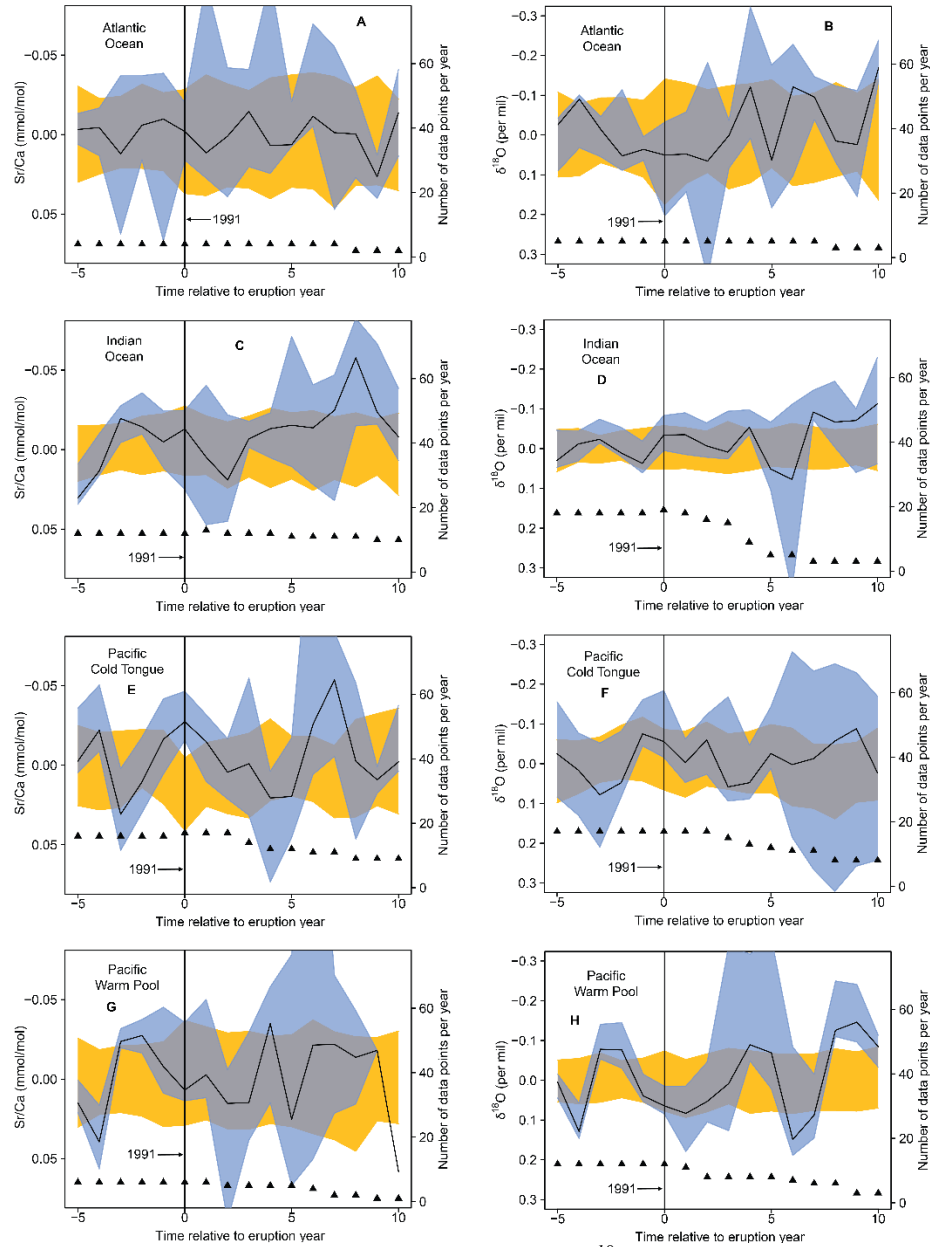 Atlantic
Ocean
A
Sr/Ca (mmol/mol)
−0.05
0.00
0.05
Number of data points per year
60
40
20
0
1991
−5 0 5 10
Time relative to eruption year
Atlantic
Ocean
B
δ18O (per mil)
−0.3
−0.2
−0.1
0.0
0.1
0.2
0.3
Number of data points per year
60
40
20
0
1991
−5 0 5 10
Time relative to eruption year
Indian
Ocean
C
Sr/Ca (mmol/mol)
−0.05
0.00
0.05
Number of data points per year
60
40
20
0
1991
−5 0 5 10
Time relative to eruption year
Indian
Ocean
D
δ18O (per mil)
−0.3
−0.2
−0.1
0.0
0.1
0.2
0.3
Number of data points per year
60
40
20
0
1991
−5 0 5 10
Time relative to eruption year
Pacific
Cold Tongue
E
Sr/Ca (mmol/mol)
−0.05
0.00
0.05
Number of data points per year
60
40
20
0
1991
−5 0 5 10
Time relative to eruption year
Pacific
Cold Tongue
F
δ18O (per mil)
−0.3
−0.2
−0.1
0.0
0.1
0.2
0.3
Number of data points per year
60
40
20
0
1991
−5 0 5 10
Time relative to eruption year
Pacific
Warm Pool
G
Sr/Ca (mmol/mol)
−0.05
0.00
0.05
Number of data points per year
60
40
20
0
1991
−5 0 5 10
Time relative to eruption year
Pacific
Warm Pool
H
δ18O (per mil)
−0.3
−0.2
−0.1
0.0
0.1
0.2
0.3
Number of data points per year
60
40
20
0
1991
−5 0 5 10
Time relative to eruption year